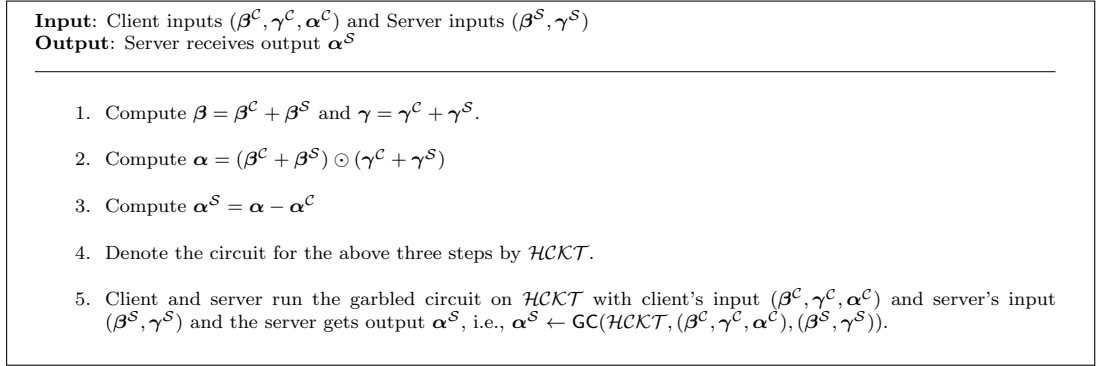 Input: Client inputs (𝜷^𝒞, 𝜸^𝒞, 𝜶^𝒞) and Server inputs (𝜷^𝒮, 𝜸^𝒮)
Output: Server receives output 𝜶^𝒮
1. Compute 𝜷 = 𝜷^𝒞 + 𝜷^𝒮 and 𝜸 = 𝜸^𝒞 + 𝜸^𝒮.
2. Compute 𝜶 = (𝜷^𝒞 + 𝜷^𝒮) ⊙ (𝜸^𝒞 + 𝜸^𝒮)
3. Compute 𝜶^𝒮 = 𝜶 − 𝜶^𝒞
4. Denote the circuit for the above three steps by ℋ𝒞𝒦𝒯.
5. Client and server run the garbled circuit on ℋ𝒞𝒦𝒯 with client's input (𝜷^𝒞, 𝜸^𝒞, 𝜶^𝒞) and server's input
(𝜷^𝒮, 𝜸^𝒮) and the server gets output 𝜶^𝒮, i.e., 𝜶^𝒮 ← GC(ℋ𝒞𝒦𝒯, (𝜷^𝒞, 𝜸^𝒞, 𝜶^𝒞), (𝜷^𝒮, 𝜸^𝒮)).